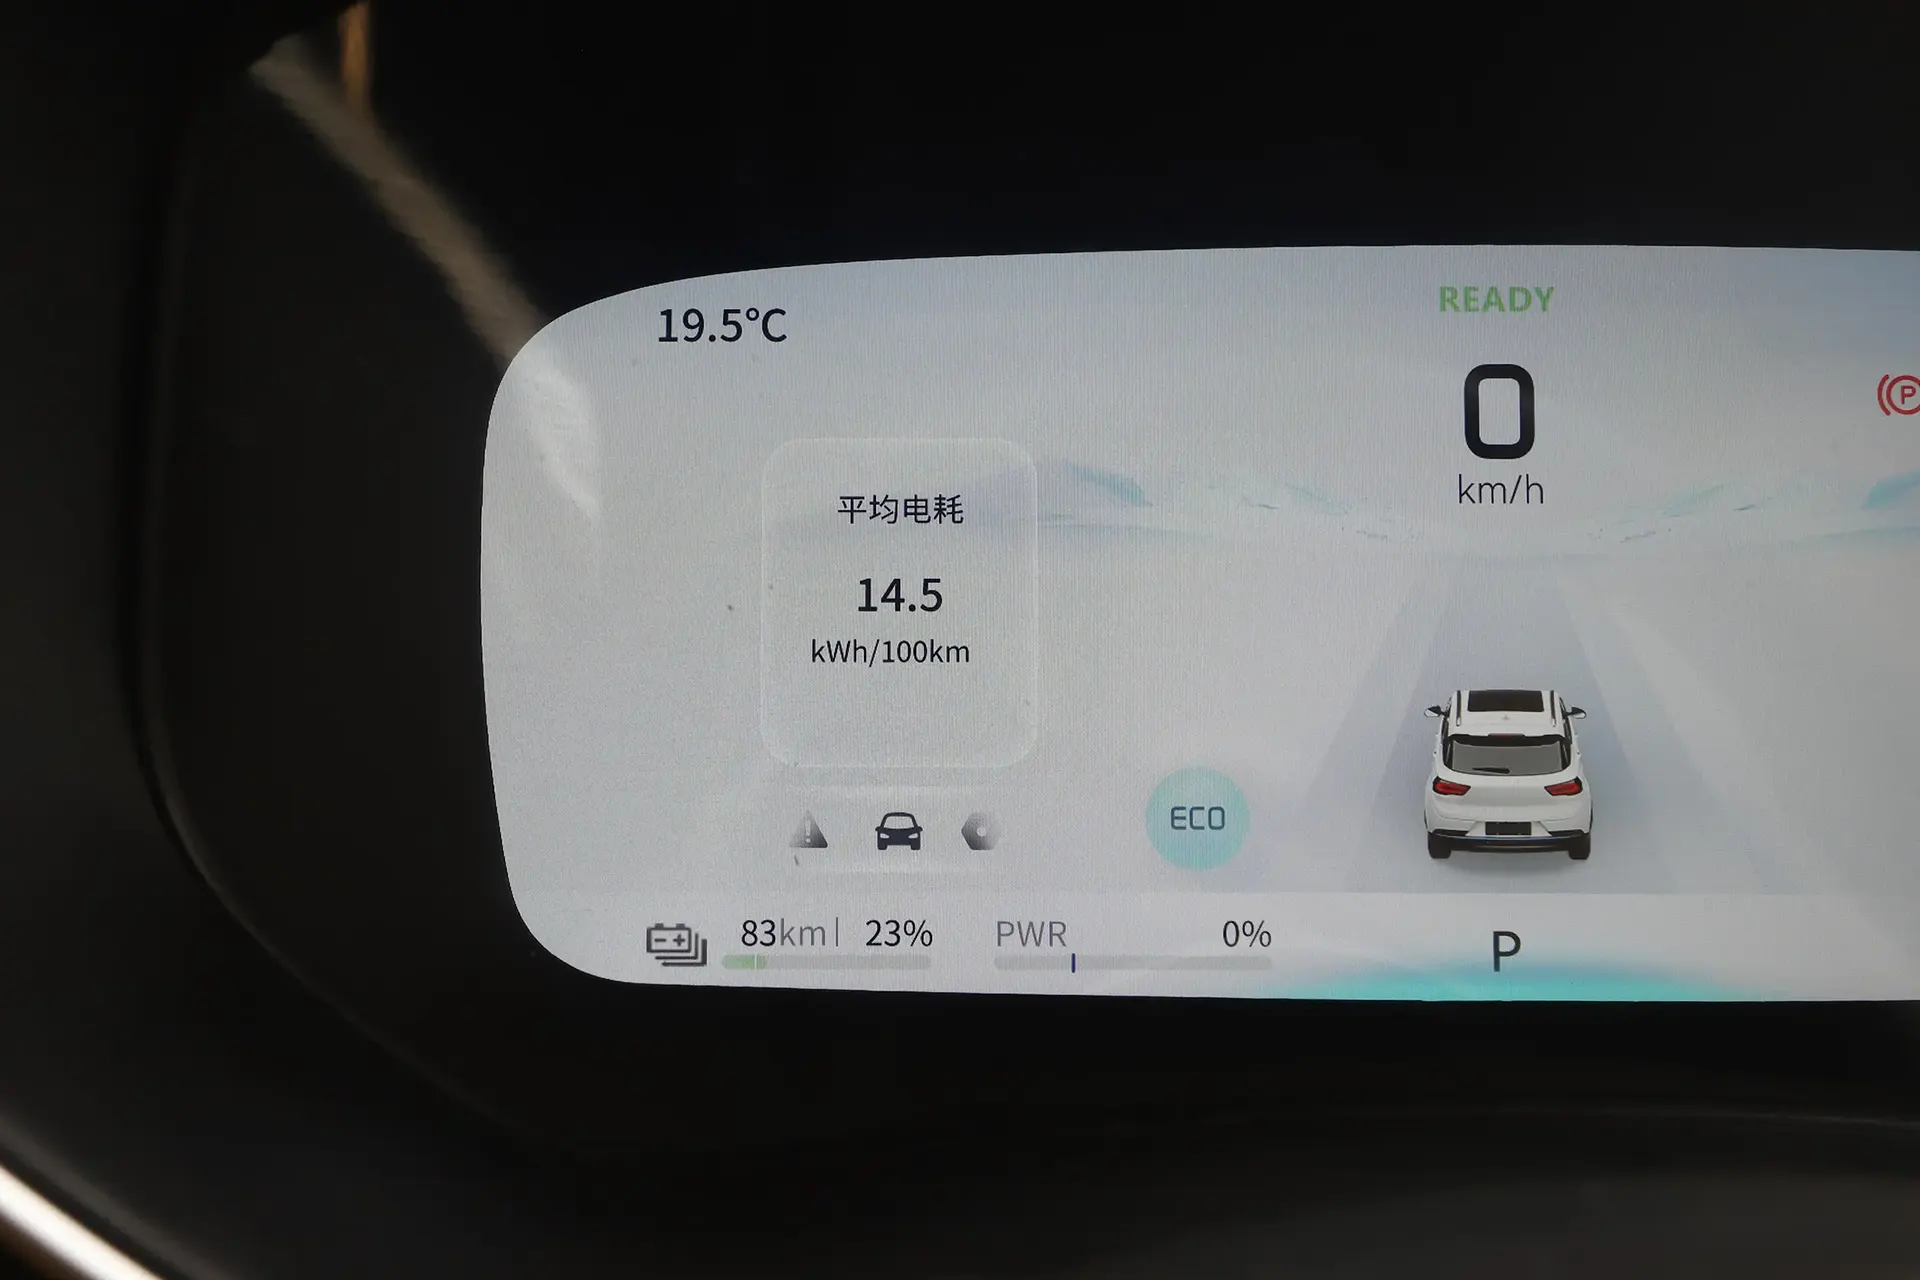 19.5°C
READY
0
km/h
P
平均电耗
14.5
kWh/100km
ECO
83km| 23%
PWR 0%
P